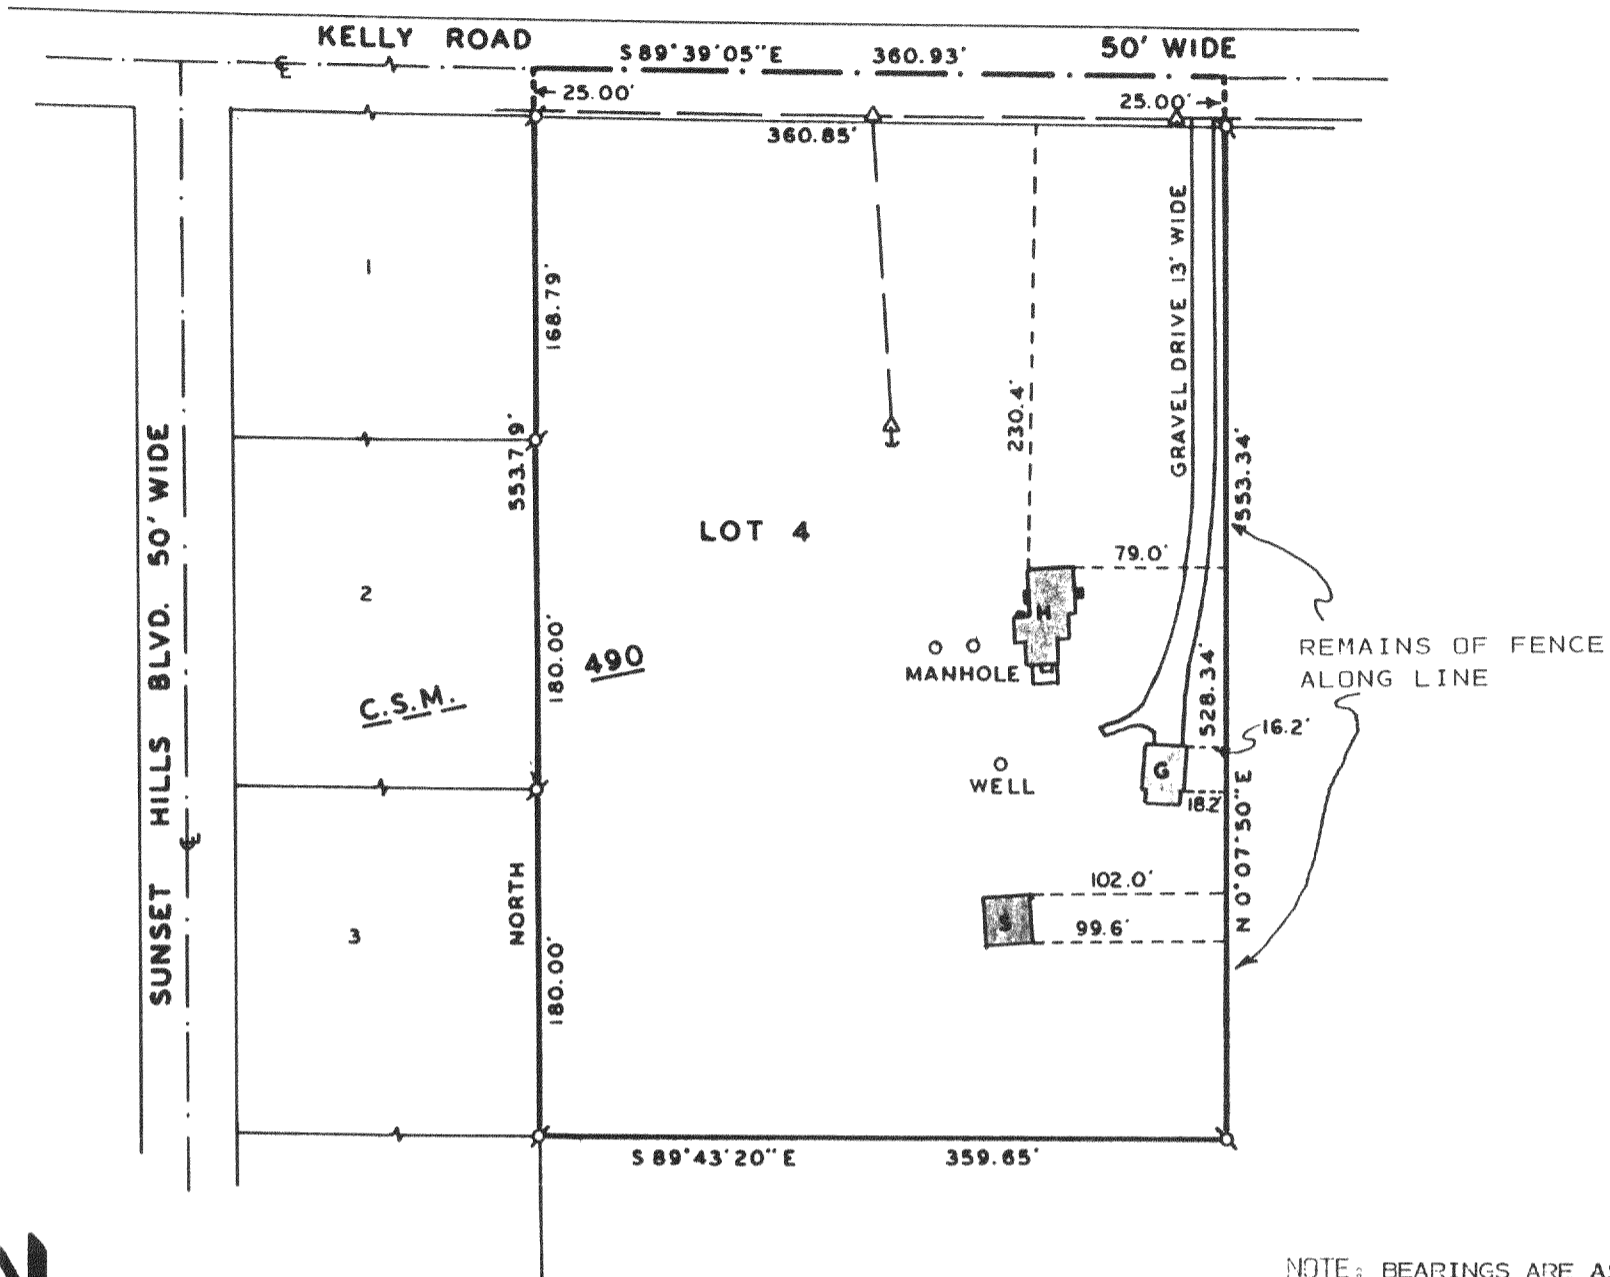 KELLY ROAD
S 89°39'05" E 360.93'
50' WIDE
℄
25.00'
25.00'
360.85'
1
168.79'
GRAVEL DRIVE 13' WIDE
553.79'
230.4'
553.34'
SUNSET HILLS BLVD. 50' WIDE
LOT 4
79.0'
2
H
180.00'
490
MANHOLE
REMAINS OF FENCE
ALONG LINE
C.S.M.
528.34'
16.2'
WELL
G
18.2'
℄
N 0°07'50" E
102.0'
NORTH
S
99.6'
3
180.00'
S 89°43'20" E 359.65'
N
NOTE: BEARINGS ARE